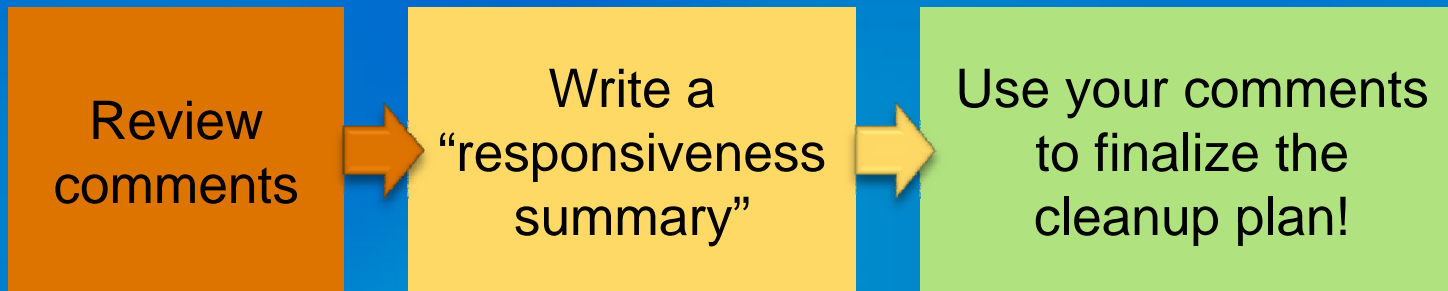 Review
comments
Write a
“responsiveness
summary”
Use your comments
to finalize the
cleanup plan!